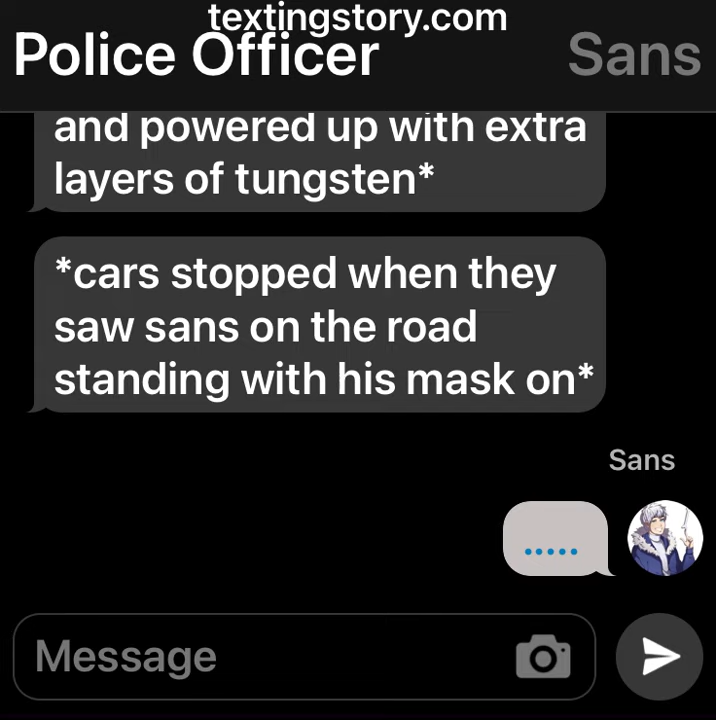 textingstory.com
Police Officer
Sans
and powered up with extra
layers of tungsten*
*cars stopped when they
saw sans on the road
standing with his mask on*
Sans
.....
Message